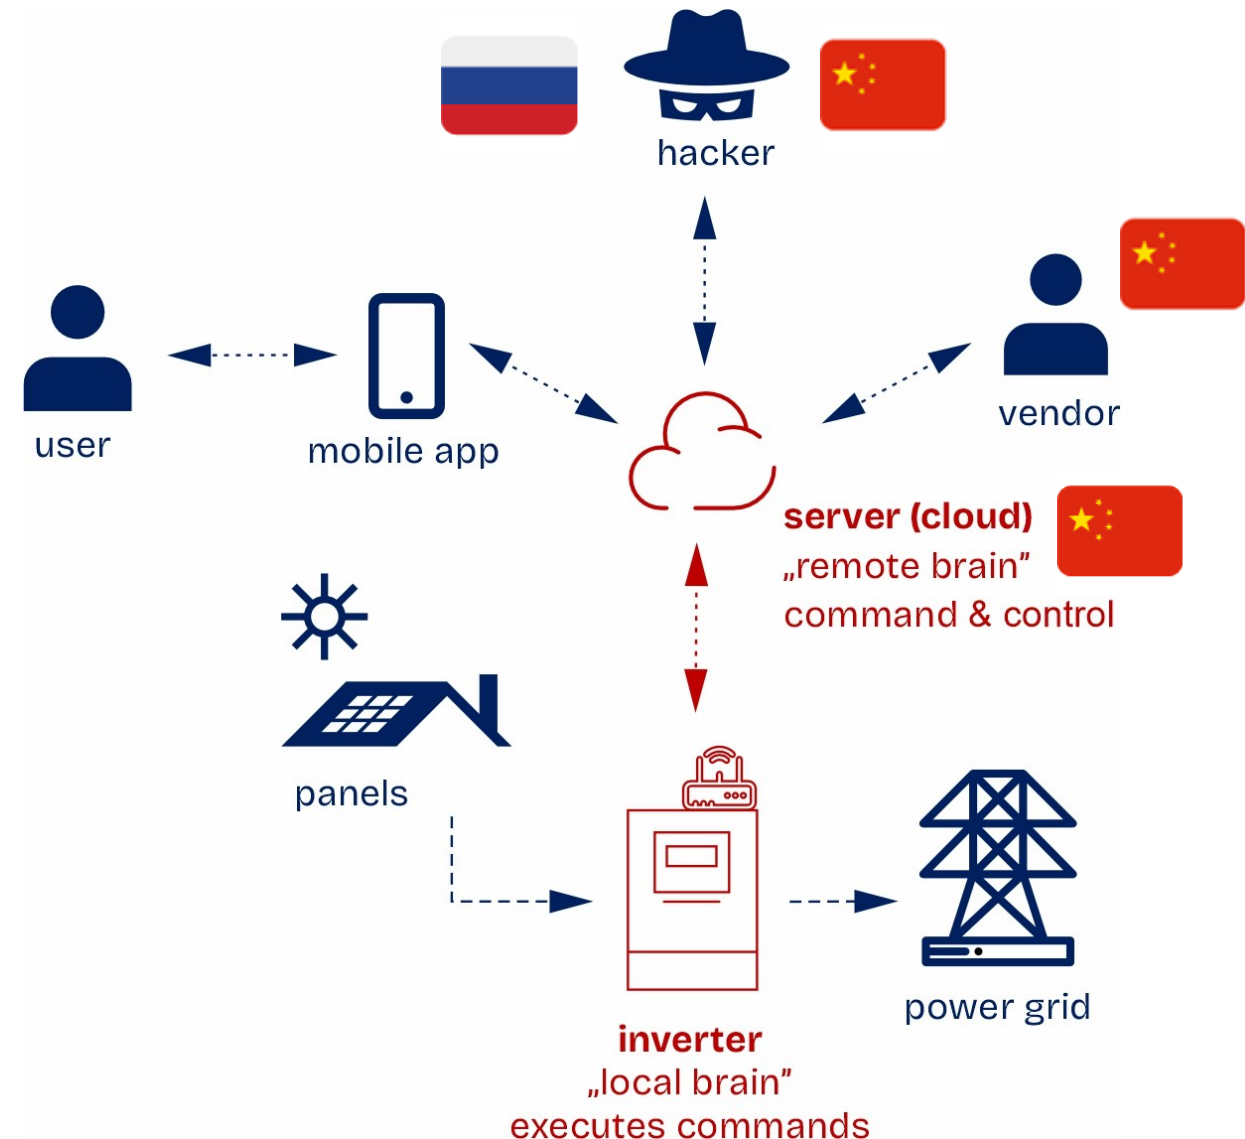 hacker
user
mobile app
vendor
server (cloud)
„remote brain”
command & control
panels
power grid
inverter
„local brain”
executes commands